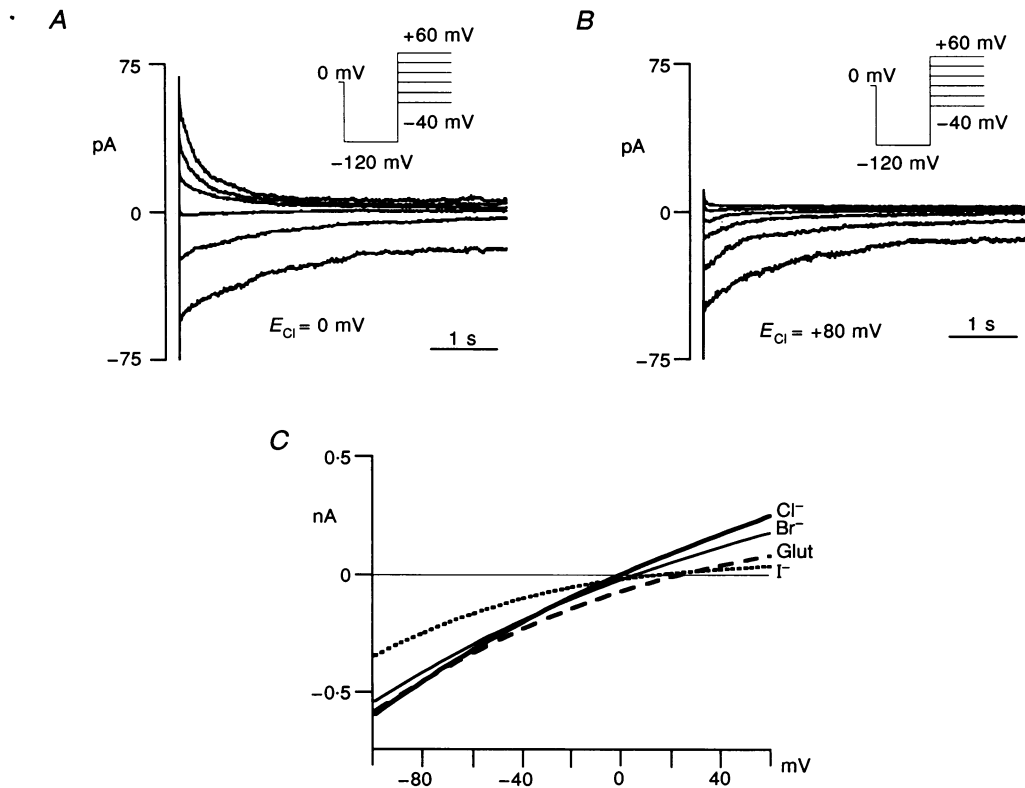 A
75
pA
0
−75
0 mV
+60 mV
−40 mV
−120 mV
E_Cl = 0 mV
1 s
B
75
pA
0
−75
0 mV
+60 mV
−40 mV
−120 mV
E_Cl = +80 mV
1 s
C
0·5
nA
0
−0·5
Cl⁻
Br⁻
Glut
I⁻
−80
−40
0
40
mV